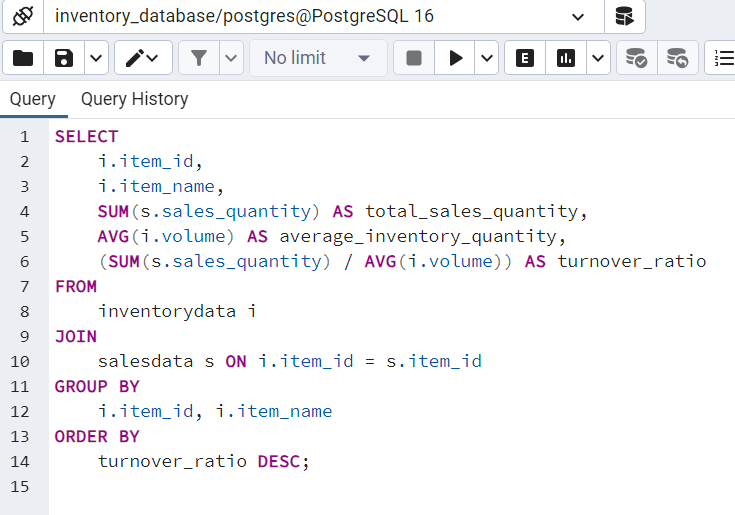 inventory_database/postgres@PostgreSQL 16
No limit
E
Query Query History
1 SELECT
2 i.item_id,
3 i.item_name,
4 SUM(s.sales_quantity) AS total_sales_quantity,
5 AVG(i.volume) AS average_inventory_quantity,
6 (SUM(s.sales_quantity) / AVG(i.volume)) AS turnover_ratio
7 FROM
8 inventorydata i
9 JOIN
10 salesdata s ON i.item_id = s.item_id
11 GROUP BY
12 i.item_id, i.item_name
13 ORDER BY
14 turnover_ratio DESC;
15